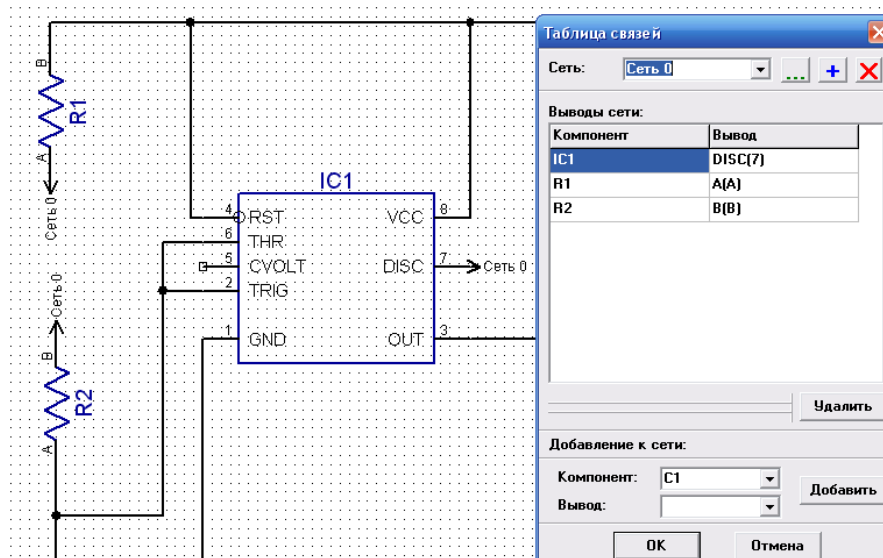 B
R1
A
Сеть 0
Сеть 0
B
R2
A
IC1
4
RST
VCC
8
6
THR
5
CVOLT
DISC
7
Сеть 0
2
TRIG
1
GND
OUT
3
Таблица связей
Сеть:
Сеть 0
...
+
Выводы сети:
Компонент Вывод
IC1 DISC(7)
R1 A(A)
R2 B(B)
Удалить
Добавление к сети:
Компонент: C1
Добавить
Вывод:
OK Отмена